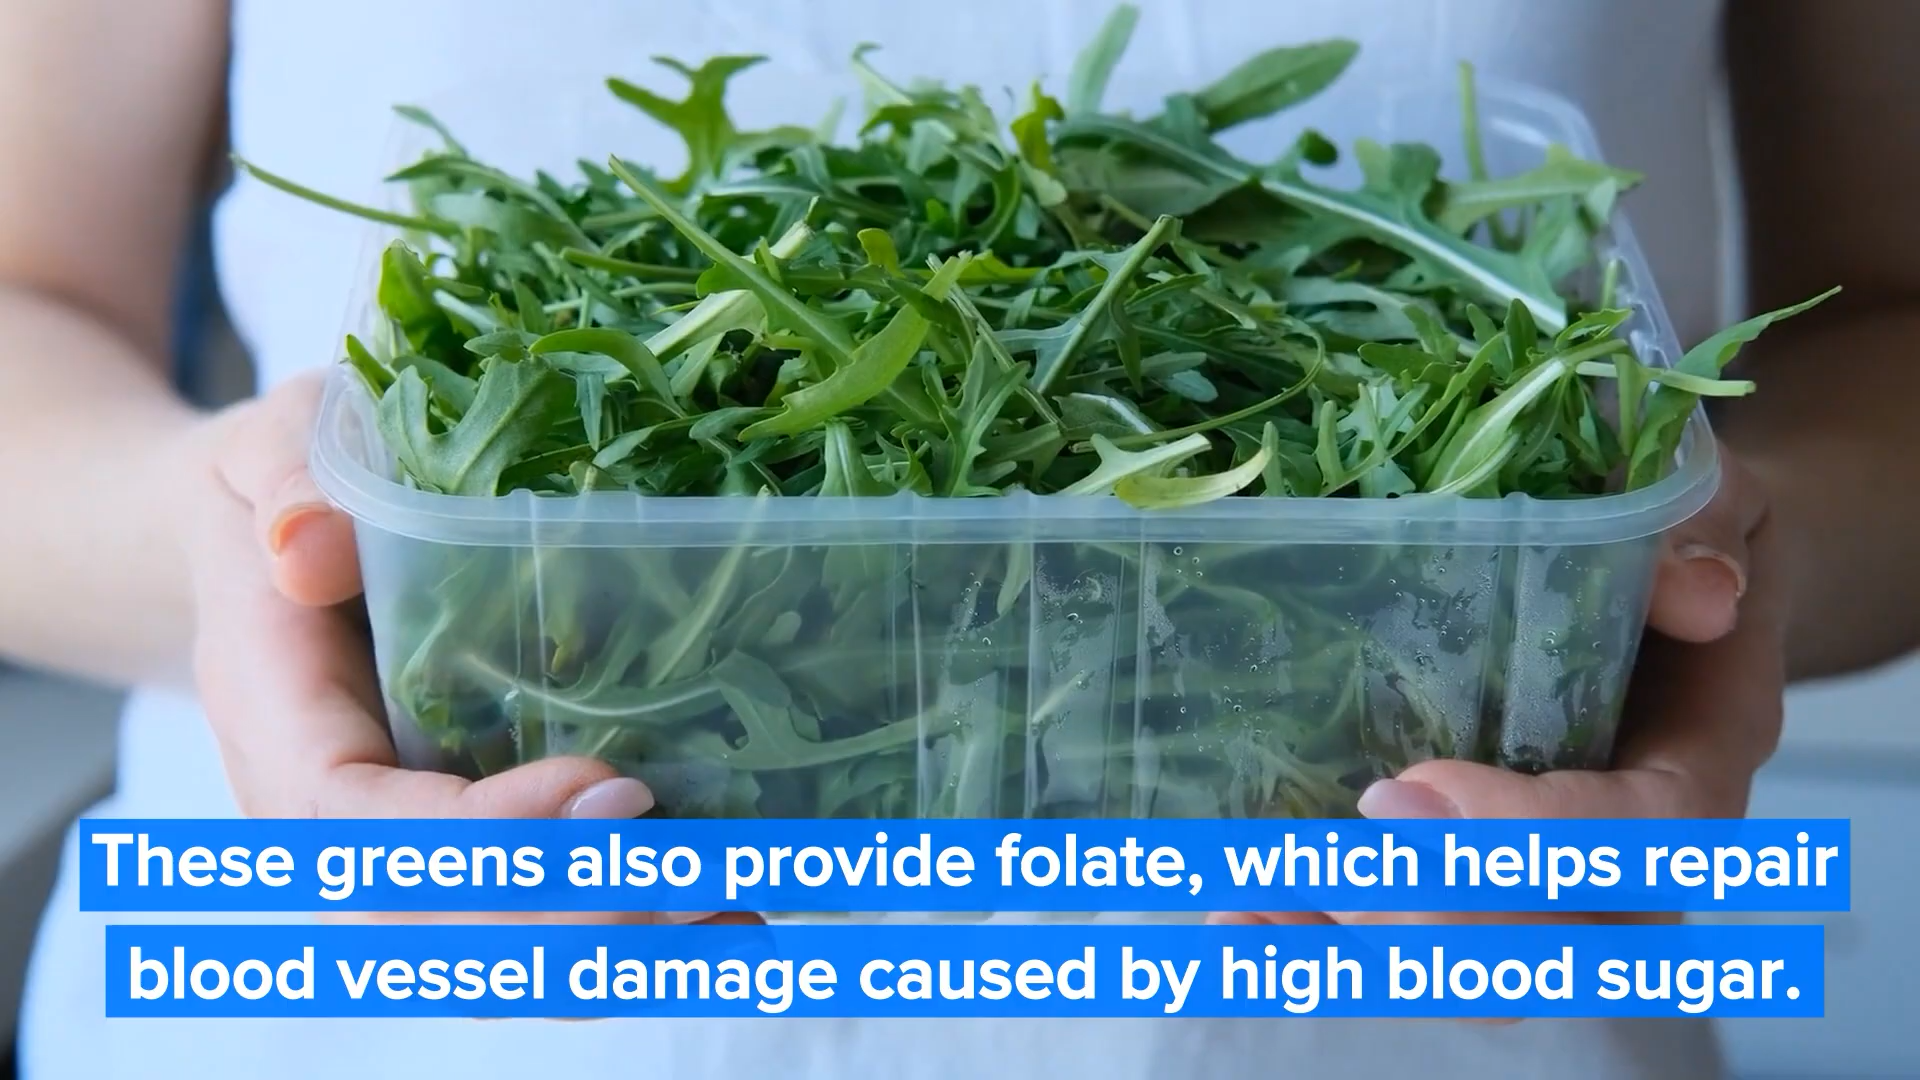 These greens also provide folate, which helps repair
blood vessel damage caused by high blood sugar.